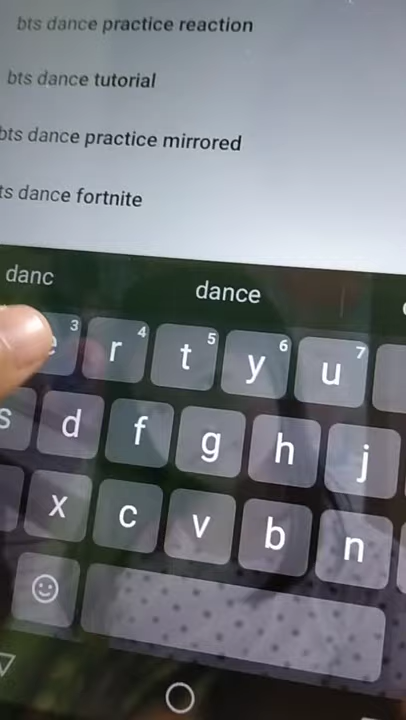 bts dance practice reaction
bts dance tutorial
bts dance practice mirrored
ts dance fortnite
danc dance
3 4 5 6 7
e r t y u
s d f g h j
x c v b n